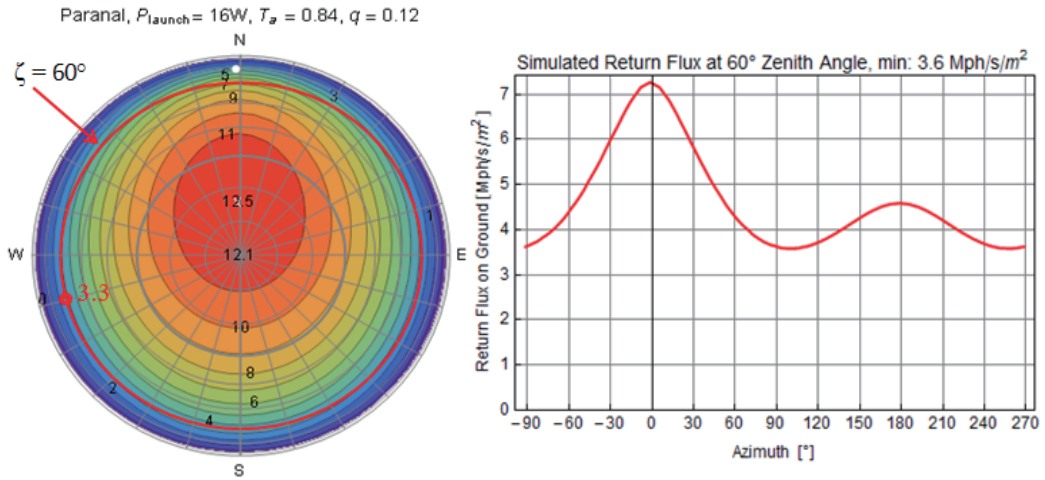 Paranal, Plaunch = 16W, Ta = 0.84, q = 0.12
N
ζ = 60°
5
7
9
3
11
12.5
1
W
12.1
E
3.3
10
8
2
6
4
S
Simulated Return Flux at 60° Zenith Angle, min: 3.6 Mph/s/m²
Return Flux on Ground [Mph/s/m²]
7
6
5
4
3
2
1
0
−90 −60 −30 0 30 60 90 120 150 180 210 240 270
Azimuth [°]